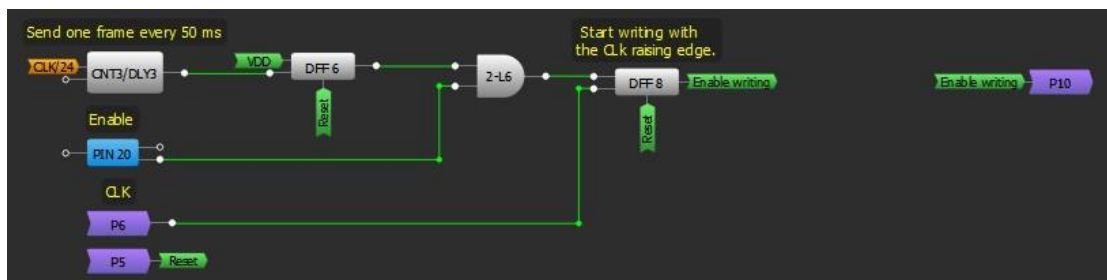 Send one frame every 50 ms
Start writing with
the CLk raising edge.
CLK/24
CNT3/DLY3
VDD
DFF 6
2-L6
DFF 8
Enable writing
Enable writing
P10
Reset
Reset
Enable
PIN 20
CLK
P6
P5
Reset